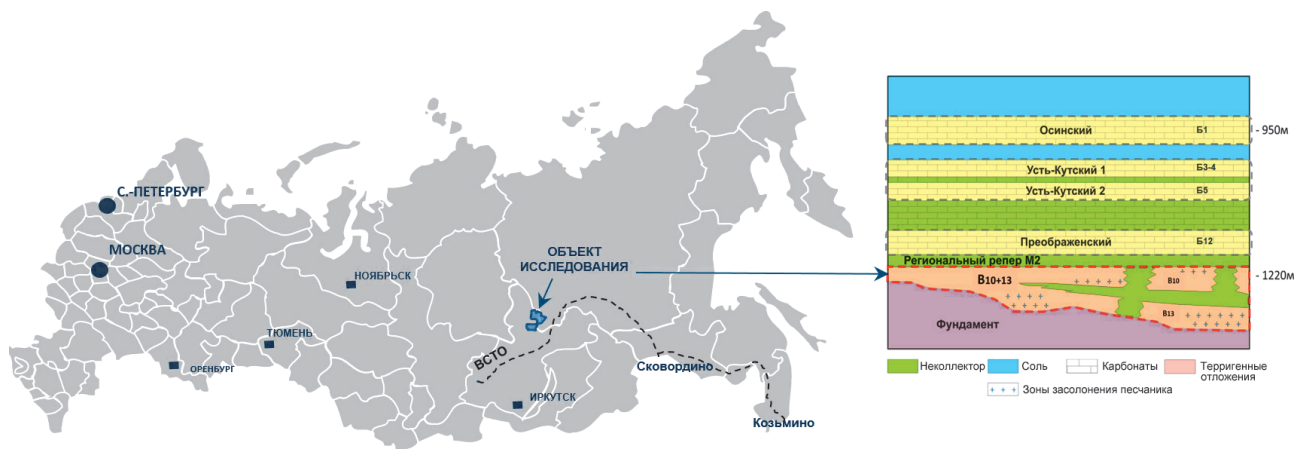 С.-ПЕТЕРБУРГ
МОСКВА
НОЯБРЬСК
ТЮМЕНЬ
ОРЕНБУРГ
ОБЪЕКТ
ИССЛЕДОВАНИЯ
ВСТО
ИРКУТСК
Сковордино
Козьмино
Осинский Б1 - 950м
Усть-Кутский 1 Б3-4
Усть-Кутский 2 Б5
Преображенский Б12
Региональный репер М2
В10+13 В10 - 1220м
В13
Фундамент
Неколлектор Соль Карбонаты Терригенные
отложения
Зоны засолонения песчаника